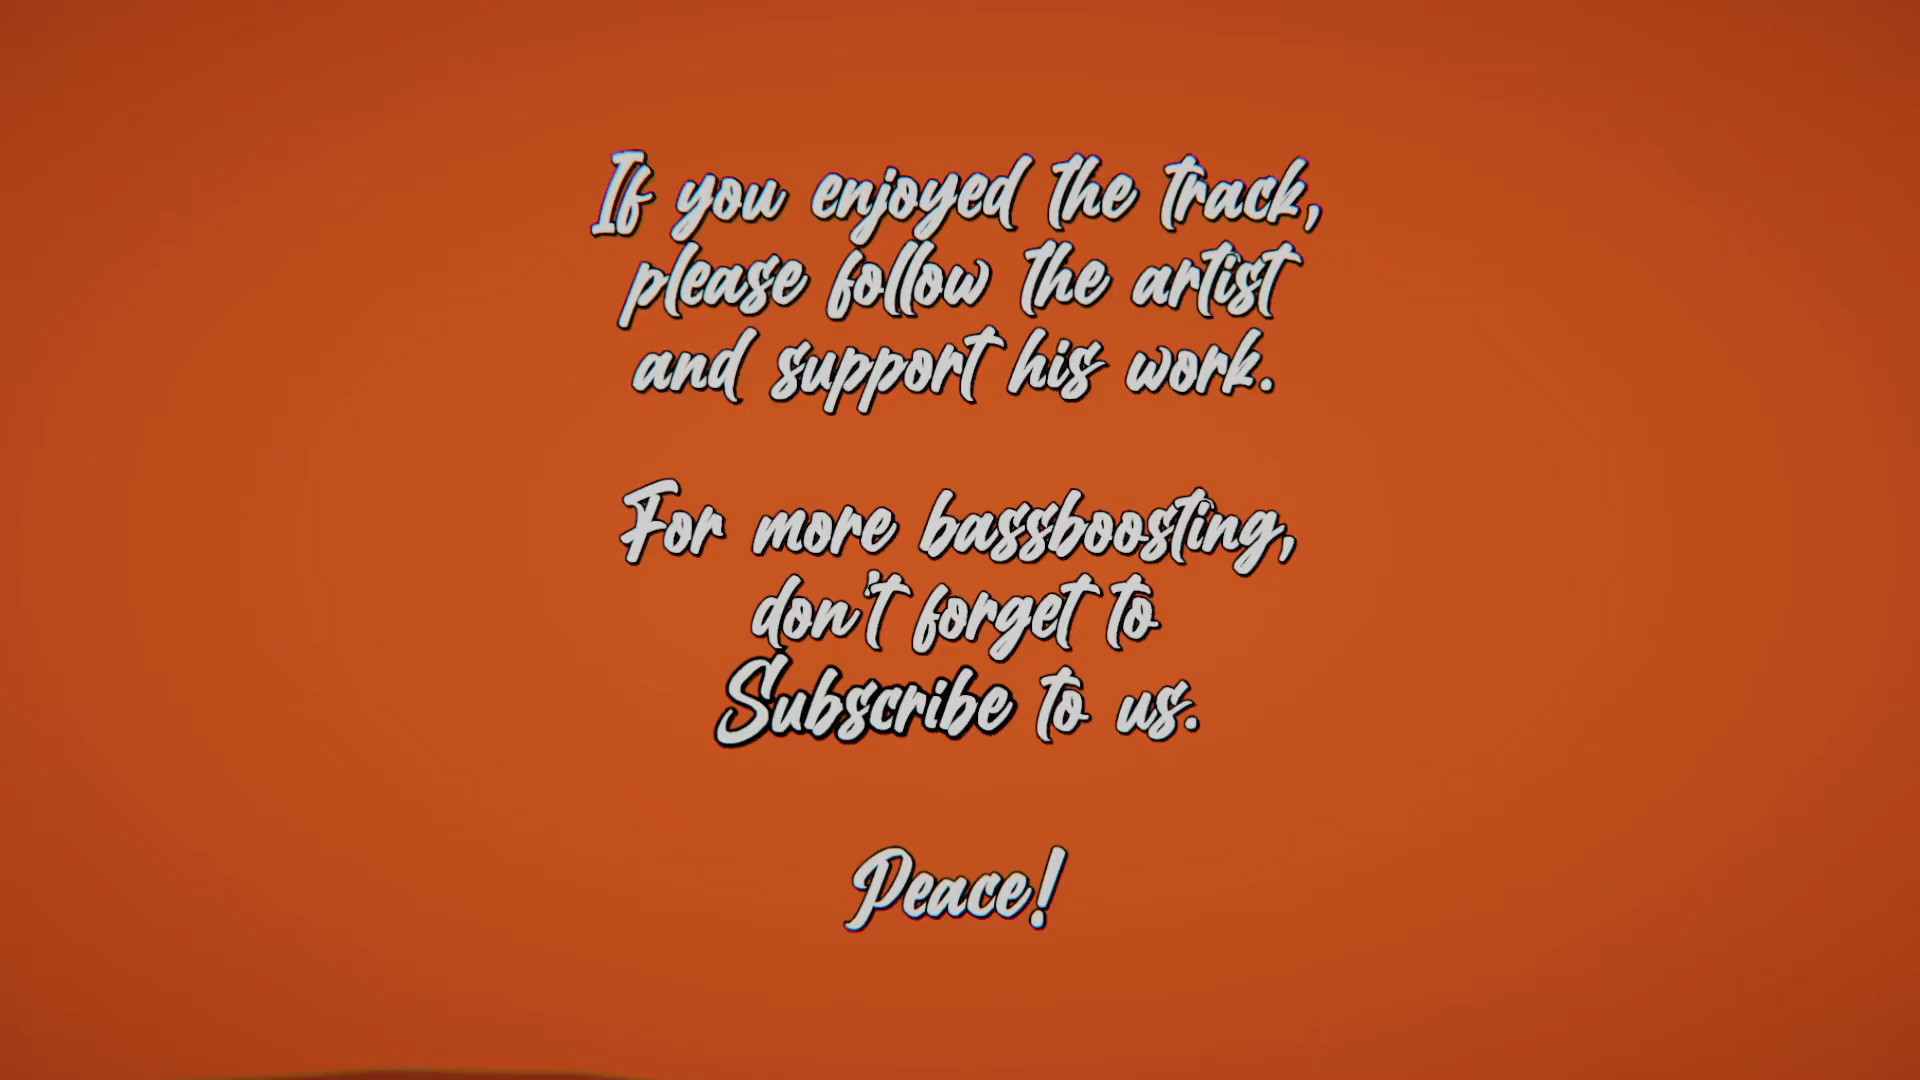 If you enjoyed the track,
please follow the artist
and support his work.
For more bassboosting,
don't forget to
Subscribe to us.
Peace!